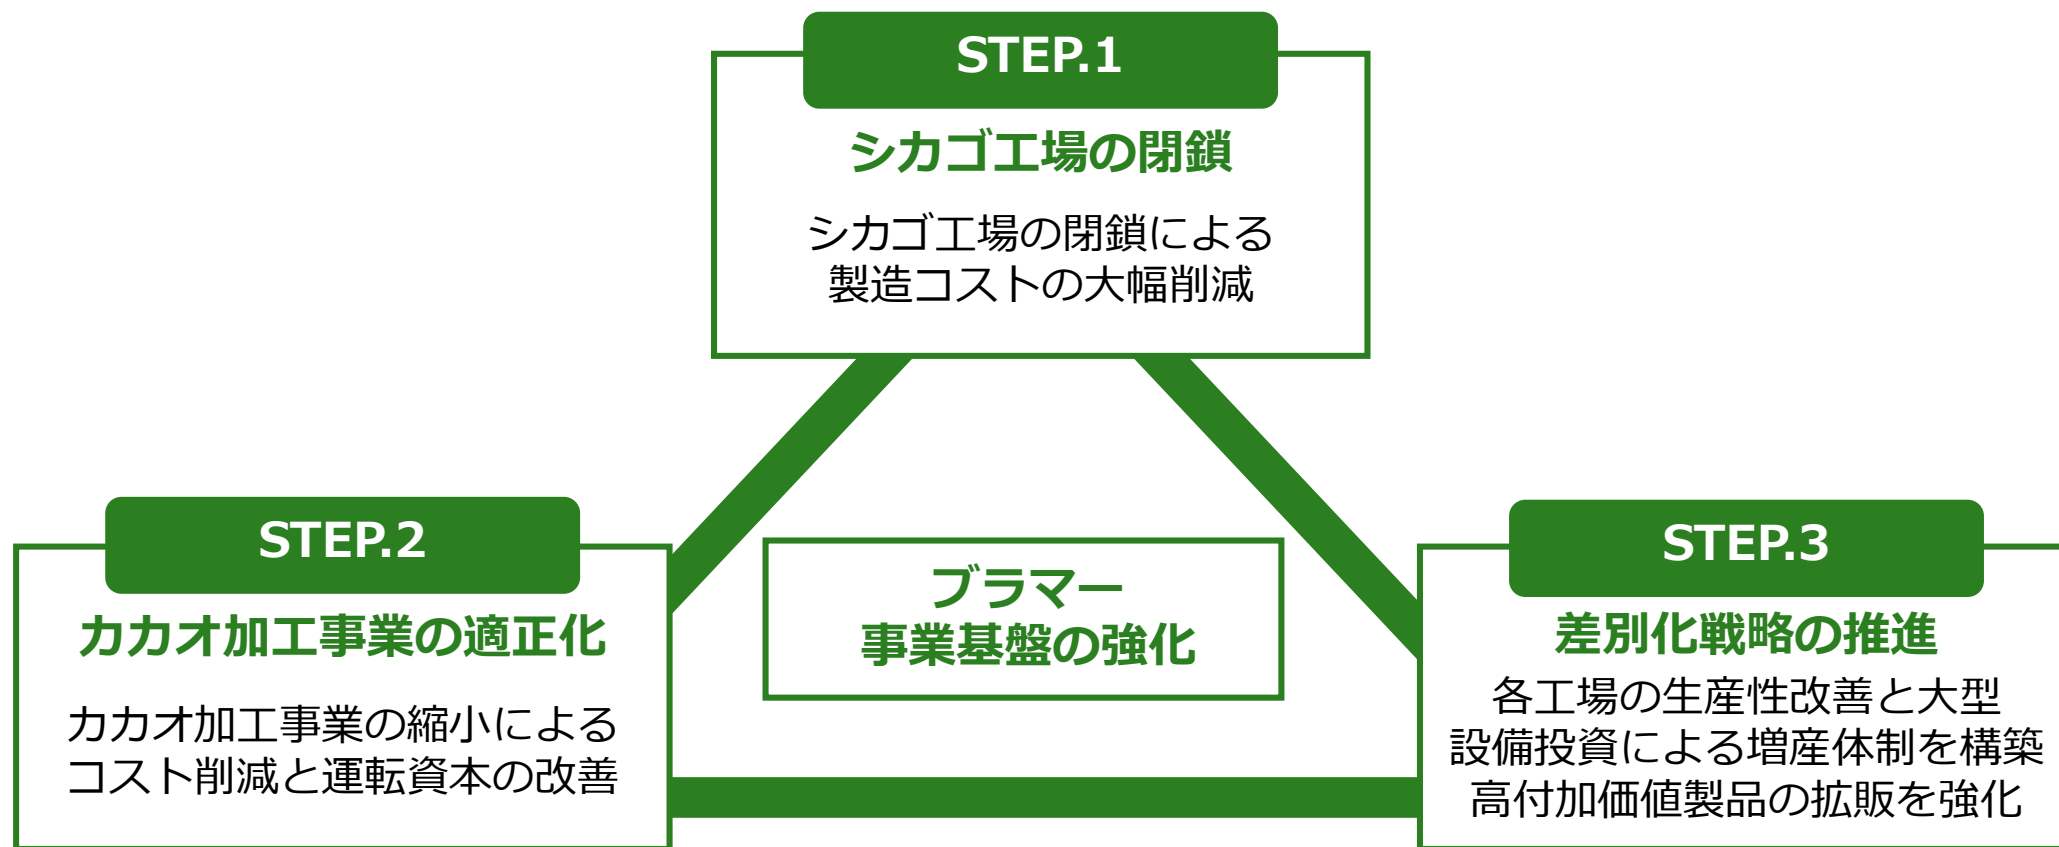 STEP.1
シカゴ工場の閉鎖
シカゴ工場の閉鎖による
製造コストの大幅削減
STEP.2
カカオ加工事業の適正化
カカオ加工事業の縮小による
コスト削減と運転資本の改善
ブラマー
事業基盤の強化
STEP.3
差別化戦略の推進
各工場の生産性改善と大型
設備投資による増産体制を構築
高付加価値製品の拡販を強化